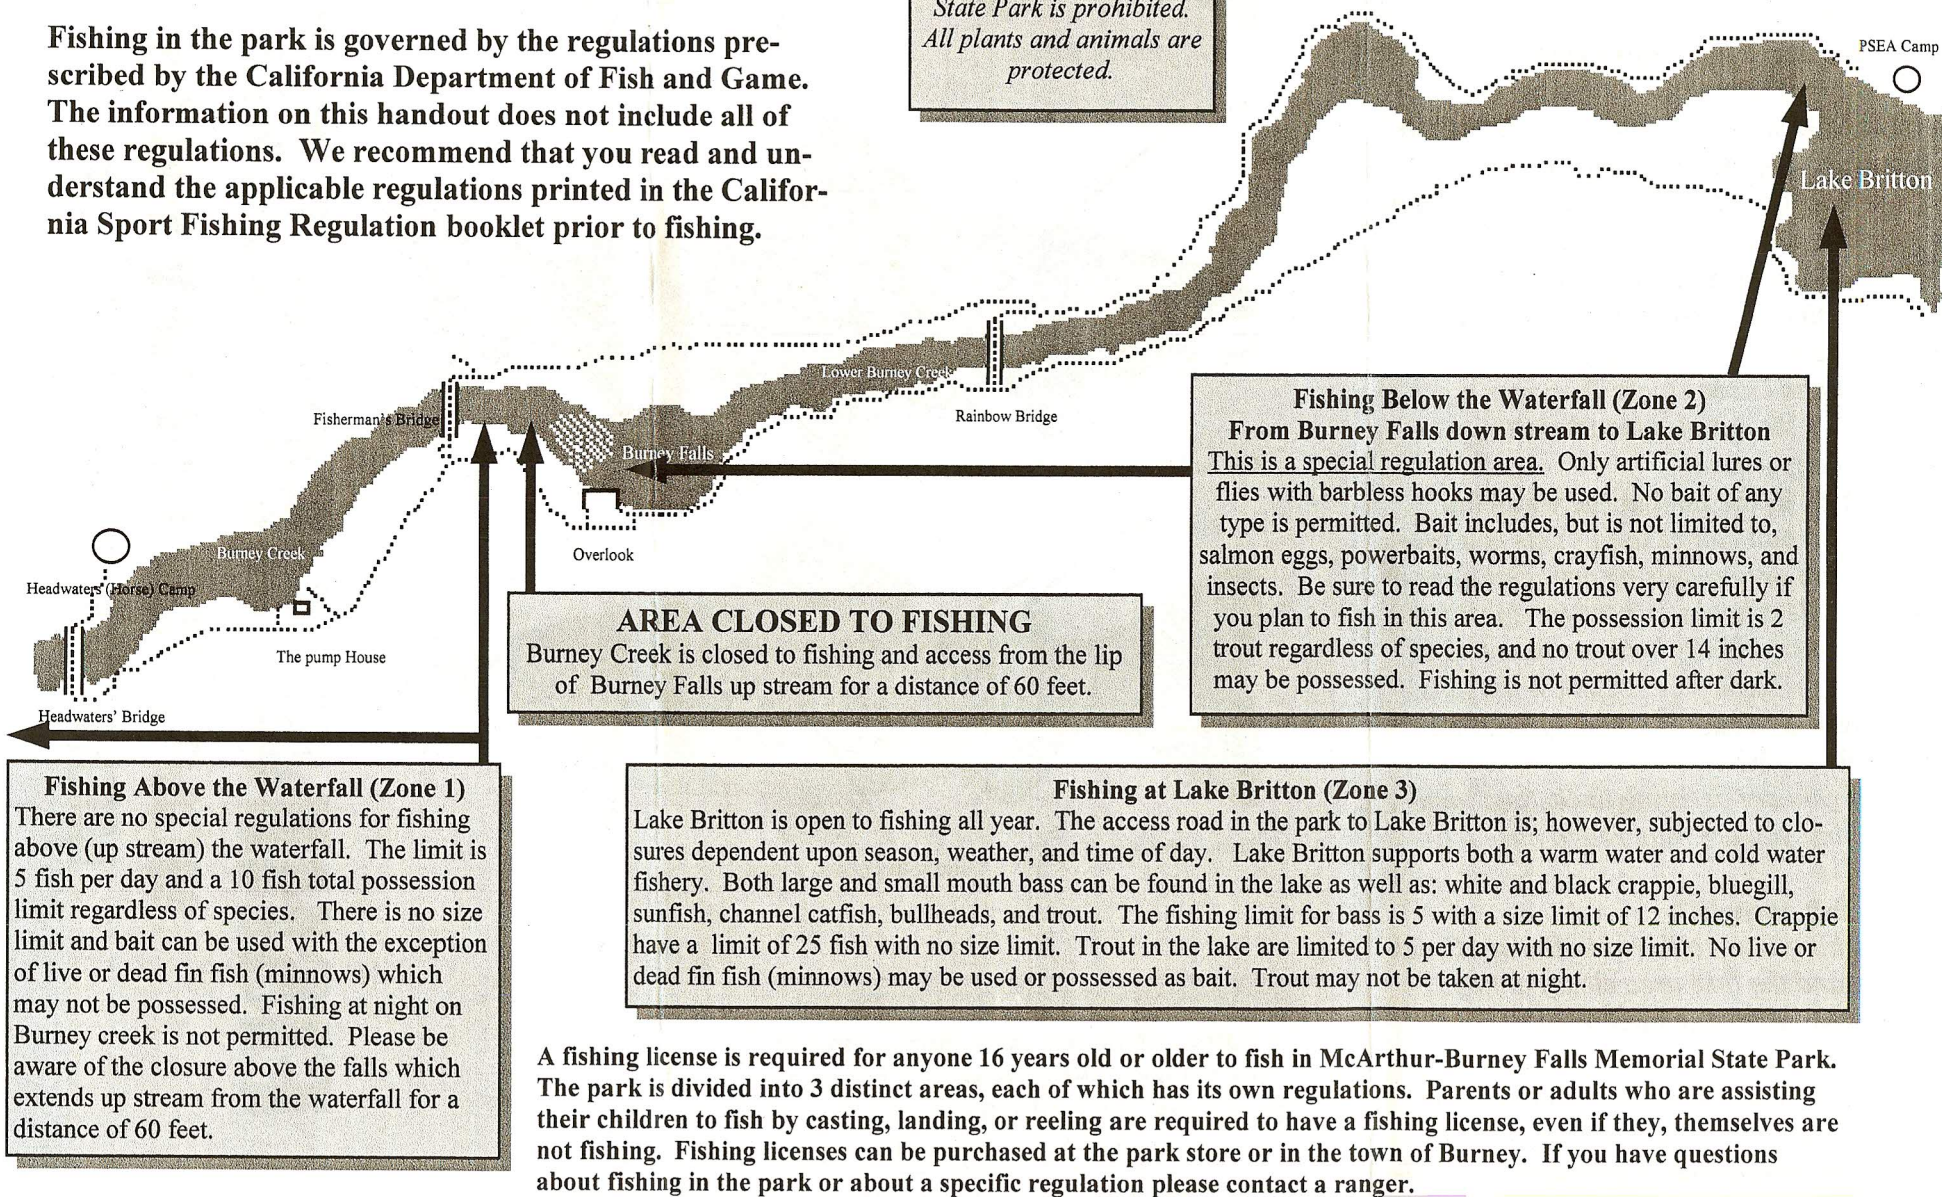 State Park is prohibited.
All plants and animals are
protected.
Fishing in the park is governed by the regulations pre-
scribed by the California Department of Fish and Game.
The information on this handout does not include all of
these regulations.  We recommend that you read and un-
derstand the applicable regulations printed in the Califor-
nia Sport Fishing Regulation booklet prior to fishing.
PSEA Camp
Lake Britton
Lower Burney Creek
Rainbow Bridge
Fisherman's Bridge
Burney Falls
Overlook
Burney Creek
Headwaters' (Horse) Camp
The pump House
Headwaters' Bridge
Fishing Below the Waterfall (Zone 2)
From Burney Falls down stream to Lake Britton
This is a special regulation area.  Only artificial lures or
flies with barbless hooks may be used.  No bait of any
type is permitted.  Bait includes, but is not limited to,
salmon eggs, powerbaits, worms, crayfish, minnows, and
insects.  Be sure to read the regulations very carefully if
you plan to fish in this area.   The possession limit is 2
trout regardless of species, and no trout over 14 inches
may be possessed.  Fishing is not permitted after dark.
AREA CLOSED TO FISHING
Burney Creek is closed to fishing and access from the lip
of  Burney Falls up stream for a distance of 60 feet.
Fishing Above the Waterfall (Zone 1)
There are no special regulations for fishing
above (up stream) the waterfall.  The limit is
5 fish per day and a 10 fish total possession
limit regardless of species.   There is no size
limit and bait can be used with the exception
of live or dead fin fish (minnows) which
may not be possessed.  Fishing at night on
Burney creek is not permitted.  Please be
aware of the closure above the falls which
extends up stream from the waterfall for a
distance of 60 feet.
Fishing at Lake Britton (Zone 3)
Lake Britton is open to fishing all year.  The access road in the park to Lake Britton is; however, subjected to clo-
sures dependent upon season, weather, and time of day.  Lake Britton supports both a warm water and cold water
fishery.  Both large and small mouth bass can be found in the lake as well as: white and black crappie, bluegill,
sunfish, channel catfish, bullheads, and trout.  The fishing limit for bass is 5 with a size limit of 12 inches.  Crappie
have a  limit of 25 fish with no size limit.  Trout in the lake are limited to 5 per day with no size limit.  No live or
dead fin fish (minnows) may be used or possessed as bait.  Trout may not be taken at night.
A fishing license is required for anyone 16 years old or older to fish in McArthur-Burney Falls Memorial State Park.
The park is divided into 3 distinct areas, each of which has its own regulations.  Parents or adults who are assisting
their children to fish by casting, landing, or reeling are required to have a fishing license, even if they, themselves are
not fishing.  Fishing licenses can be purchased at the park store or in the town of Burney.  If you have questions
about fishing in the park or about a specific regulation please contact a ranger.